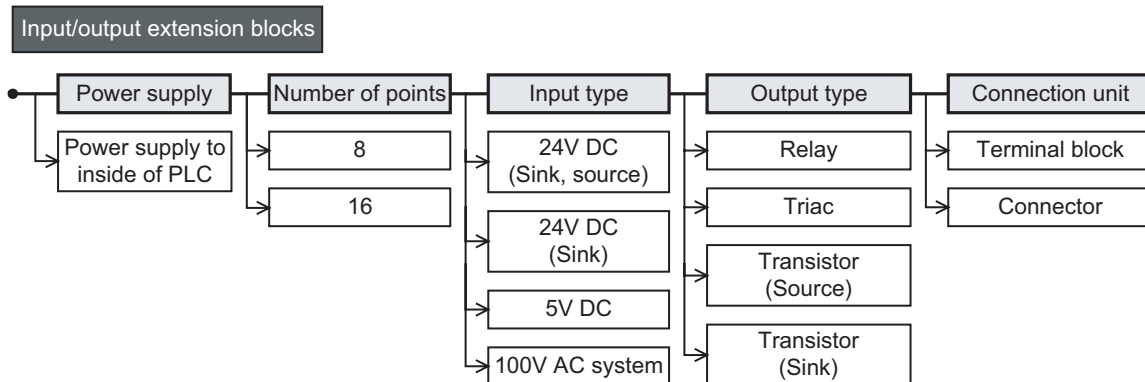 Input/output extension blocks
Power supply
Number of points
Input type
Output type
Connection unit
Power supply to
inside of PLC
8
16
24V DC
(Sink, source)
24V DC
(Sink)
5V DC
100V AC system
Relay
Triac
Transistor
(Source)
Transistor
(Sink)
Terminal block
Connector